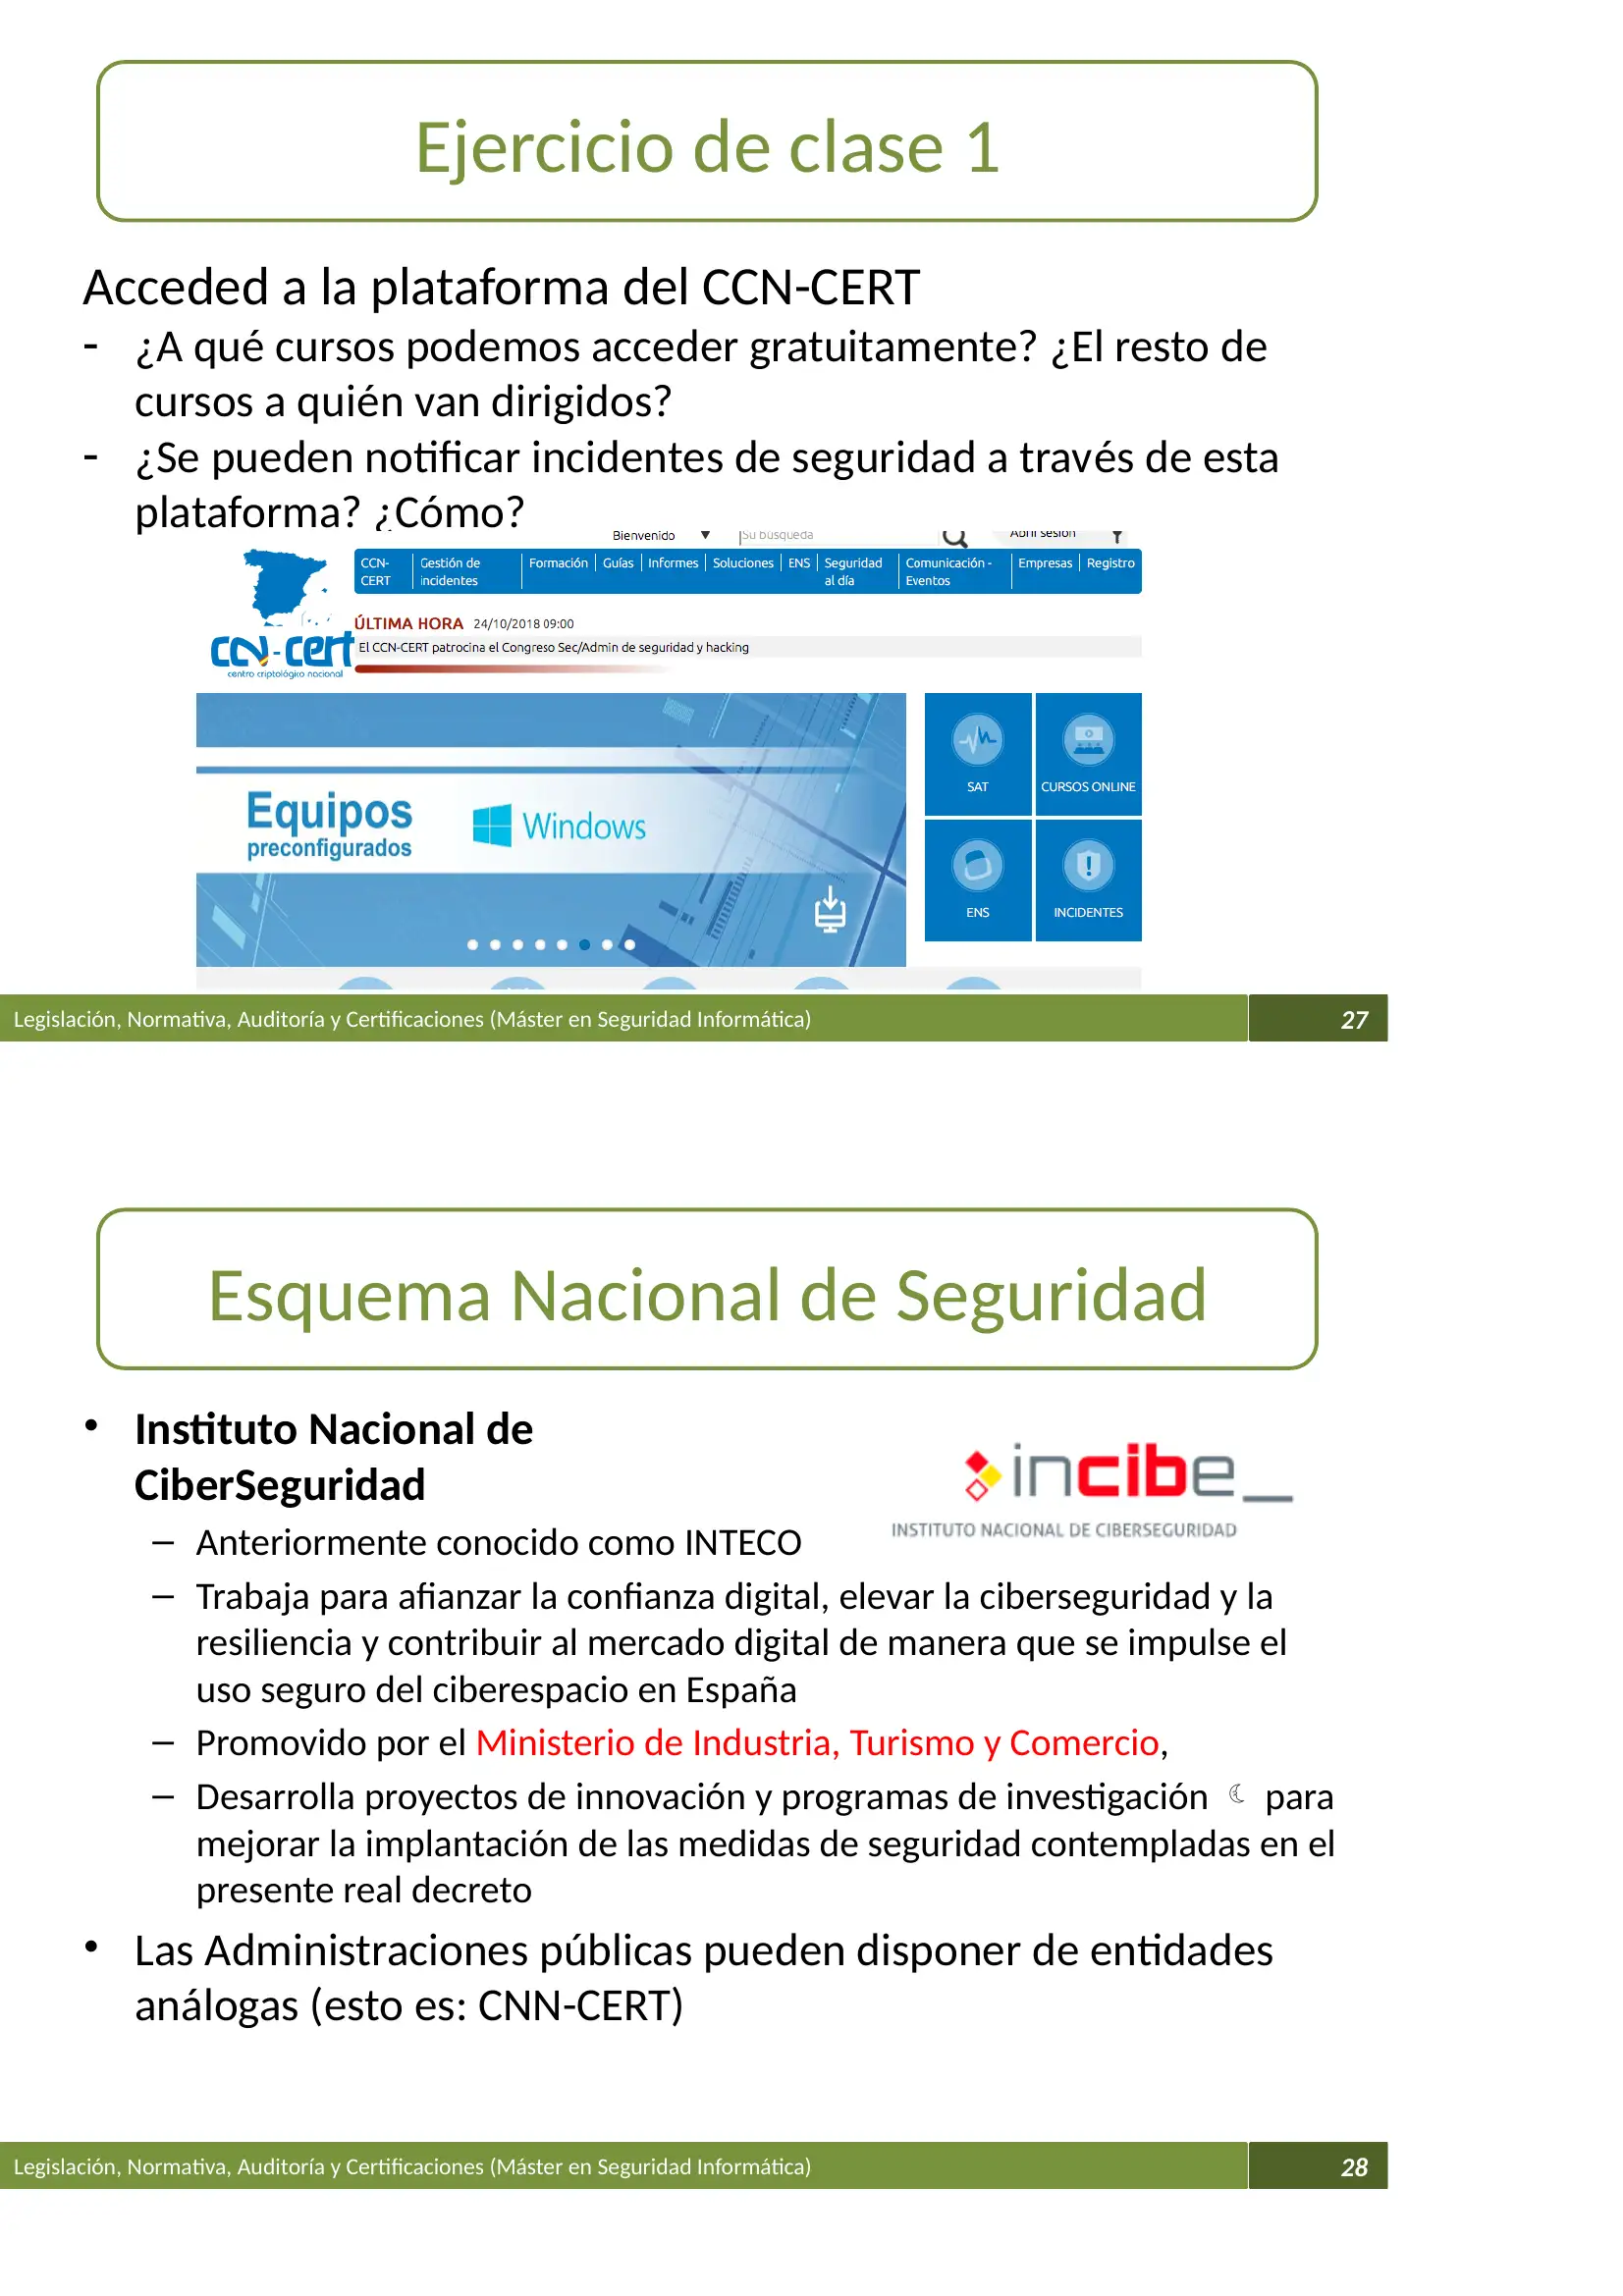 Ejercicio de clase 1
Acceded a la plataforma del CCN-CERT
- ¿A qué cursos podemos acceder gratuitamente? ¿El resto de
cursos a quién van dirigidos?
- ¿Se pueden notificar incidentes de seguridad a través de esta
plataforma? ¿Cómo?
Bienvenido ▼ Su búsqueda Abrir sesión
CCN-CERT Gestión de incidentes Formación Guías Informes Soluciones ENS Seguridad al día Comunicación - Eventos Empresas Registro
ccn-cert
centro criptológico nacional
ÚLTIMA HORA 24/10/2018 09:00
El CCN-CERT patrocina el Congreso Sec/Admin de seguridad y hacking
Equipos
preconfigurados
Windows
SAT CURSOS ONLINE
ENS INCIDENTES
Legislación, Normativa, Auditoría y Certificaciones (Máster en Seguridad Informática) 27
Esquema Nacional de Seguridad
• Instituto Nacional de
CiberSeguridad
incibe_
INSTITUTO NACIONAL DE CIBERSEGURIDAD
– Anteriormente conocido como INTECO
– Trabaja para afianzar la confianza digital, elevar la ciberseguridad y la
resiliencia y contribuir al mercado digital de manera que se impulse el
uso seguro del ciberespacio en España
– Promovido por el Ministerio de Industria, Turismo y Comercio,
– Desarrolla proyectos de innovación y programas de investigación ☾ para
mejorar la implantación de las medidas de seguridad contempladas en el
presente real decreto
• Las Administraciones públicas pueden disponer de entidades
análogas (esto es: CNN-CERT)
Legislación, Normativa, Auditoría y Certificaciones (Máster en Seguridad Informática) 28